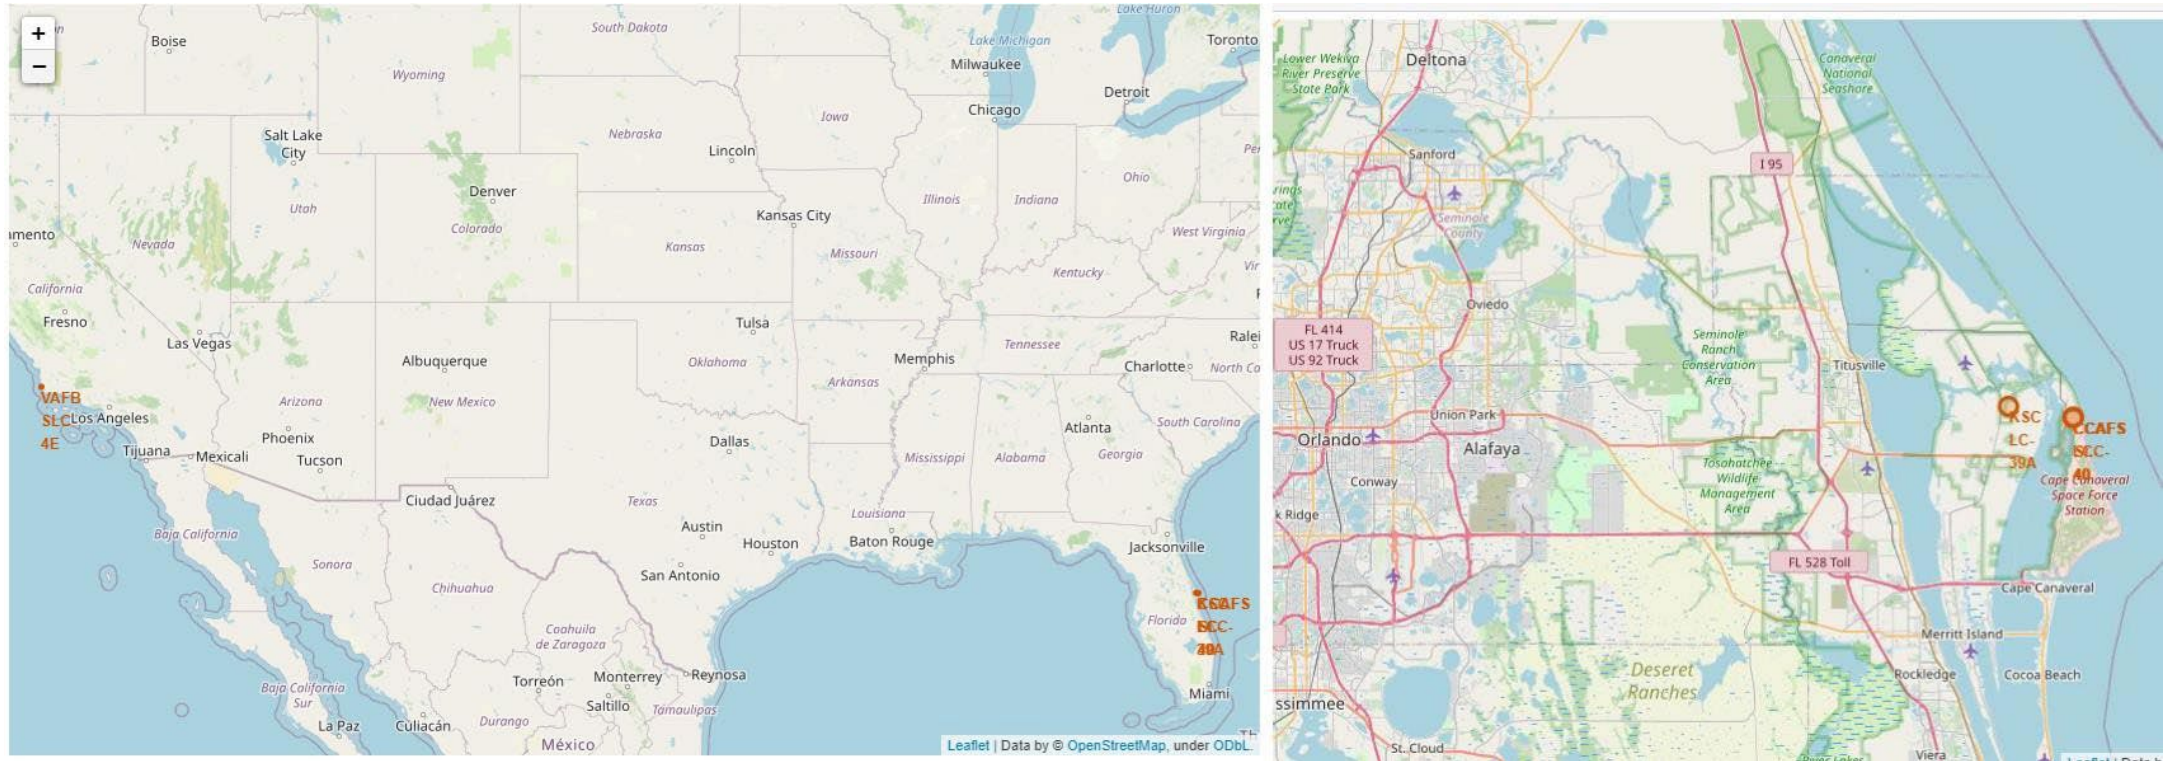 +
−
Boise
South Dakota
Lake Michigan
Lake Huron
Toronto
Wyoming
Milwaukee
Detroit
Chicago
Iowa
Salt Lake
City
Nebraska
Lincoln
Ohio
Denver
Utah
Illinois
Indiana
Kansas City
Colorado
Kansas
Missouri
West Virginia
Nevada
Kentucky
California
Fresno
Las Vegas
Tulsa
Albuquerque
Oklahoma
Memphis
Tennessee
Charlotte
Arkansas
VAFB
SLC-
4E
Los Angeles
Arizona
New Mexico
Phoenix
Tucson
Tijuana
Mexicali
Dallas
Atlanta
South Carolina
Mississippi
Alabama
Georgia
Ciudad Juárez
Texas
Louisiana
Austin
Houston
Baton Rouge
Jacksonville
Baja California
Sonora
Chihuahua
San Antonio
Florida
Coahuila
de Zaragoza
Torreón
Monterrey
Reynosa
Saltillo
Baja California
Sur
La Paz
Culiacán
Durango
Tamaulipas
Miami
México
Leaflet | Data by © OpenStreetMap, under ODbL.
Lower Wekiva
River Preserve
State Park
Deltona
Canaveral
National
Seashore
Sanford
I 95
Seminole
County
Oviedo
FL 414
US 17 Truck
US 92 Truck
Seminole
Ranch
Conservation
Area
Titusville
Union Park
Orlando
Alafaya
KSC
LC-
39A
CCAFS
Conway
Tosohatchee
Wildlife
Management
Area
Cape Canaveral
Space Force
Station
k Ridge
FL 528 Toll
Cape Canaveral
Merritt Island
Deseret
Ranches
Rockledge
Cocoa Beach
ssimmee
St. Cloud
Viera